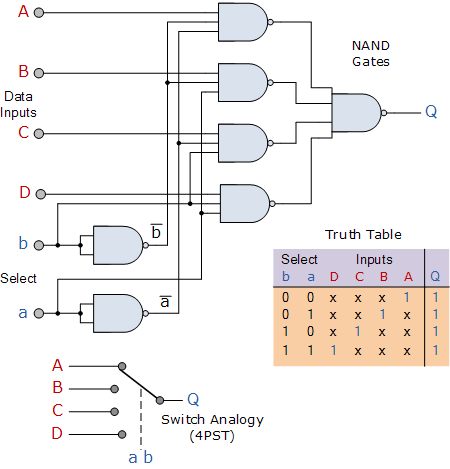 A
NAND
Gates
B
Data
Inputs
Q
C
D
b
b̅
Select
a
a̅
Truth Table
Select Inputs
b a D C B A Q
0 0 x x x 1 1
0 1 x x 1 x 1
1 0 x 1 x x 1
1 1 1 x x x 1
A
B
C
D
Q
Switch Analogy
(4PST)
a b